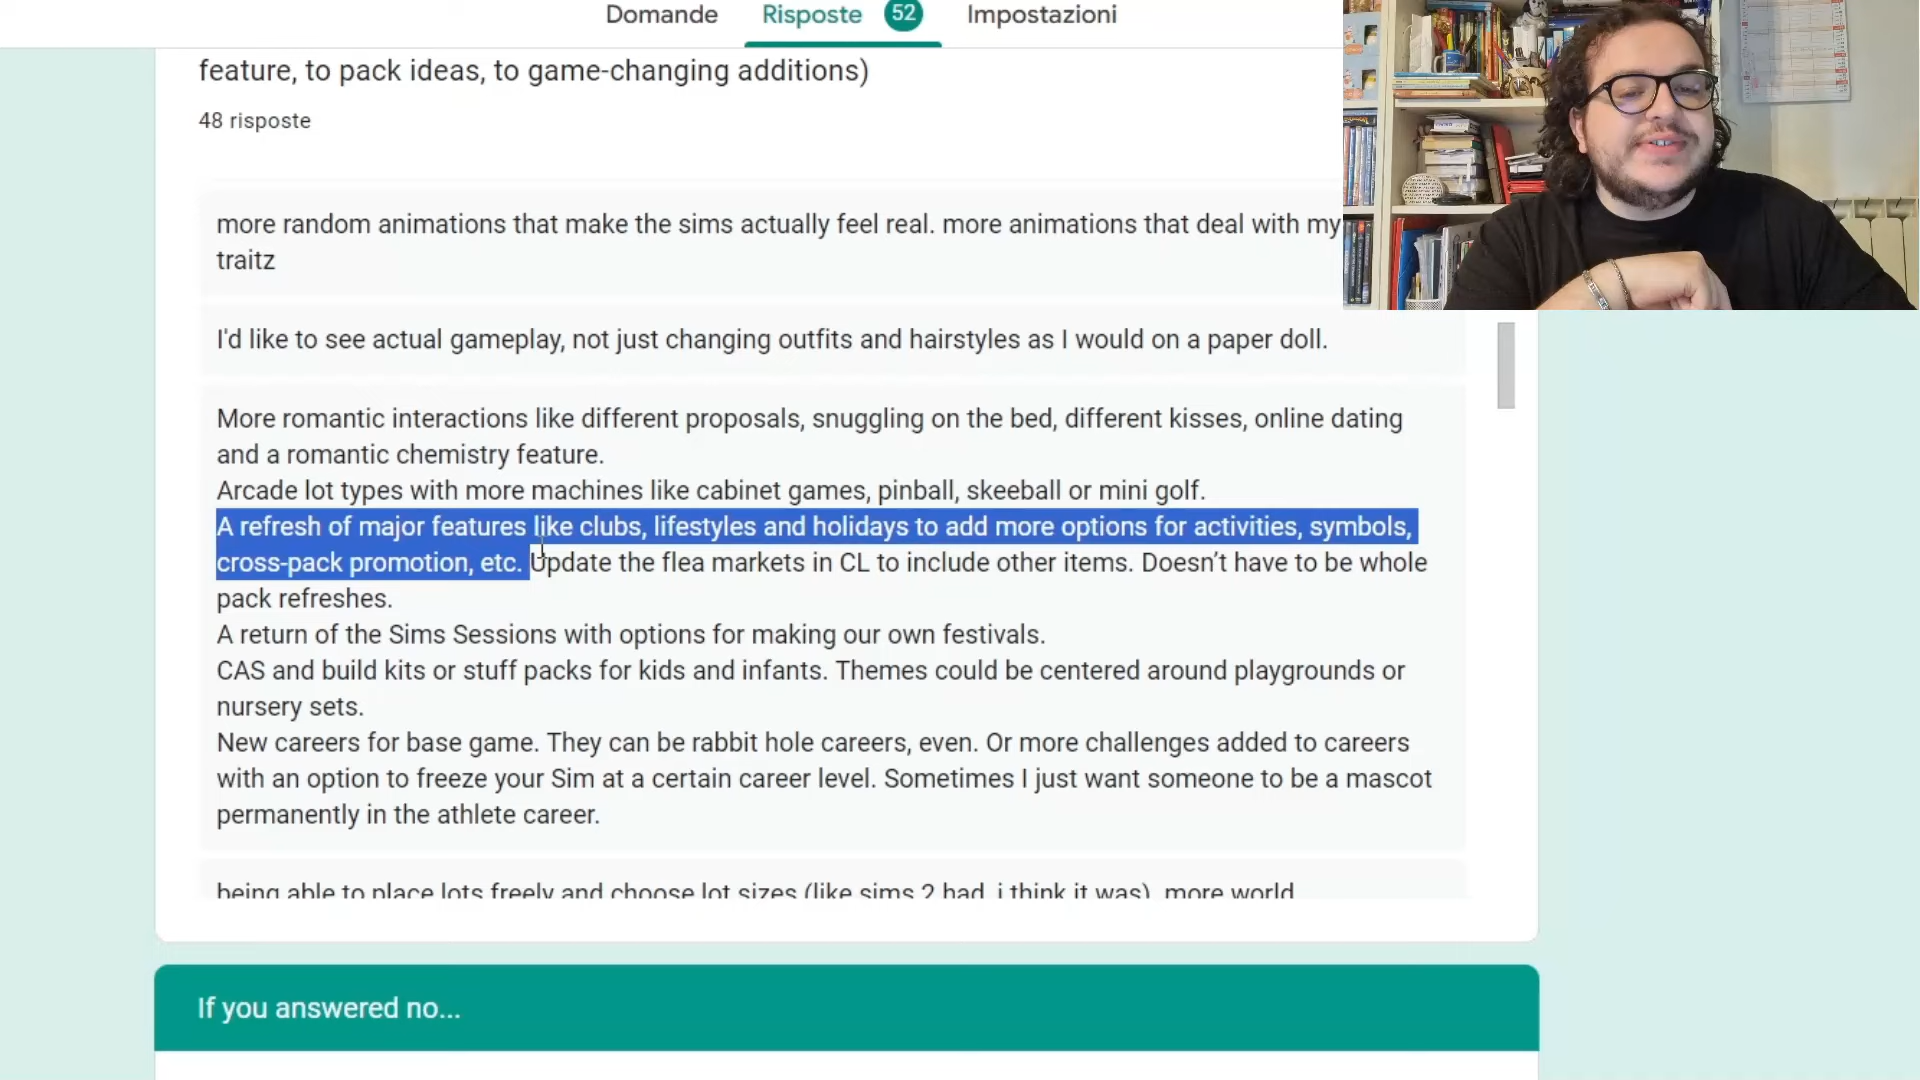 Domande Risposte 52 Impostazioni
feature, to pack ideas, to game-changing additions)
48 risposte
more random animations that make the sims actually feel real. more animations that deal with my
traitz
I'd like to see actual gameplay, not just changing outfits and hairstyles as I would on a paper doll.
More romantic interactions like different proposals, snuggling on the bed, different kisses, online dating
and a romantic chemistry feature.
Arcade lot types with more machines like cabinet games, pinball, skeeball or mini golf.
A refresh of major features like clubs, lifestyles and holidays to add more options for activities, symbols,
cross-pack promotion, etc. Update the flea markets in CL to include other items. Doesn’t have to be whole
pack refreshes.
A return of the Sims Sessions with options for making our own festivals.
CAS and build kits or stuff packs for kids and infants. Themes could be centered around playgrounds or
nursery sets.
New careers for base game. They can be rabbit hole careers, even. Or more challenges added to careers
with an option to freeze your Sim at a certain career level. Sometimes I just want someone to be a mascot
permanently in the athlete career.
being able to place lots freely and choose lot sizes (like sims 2 had, i think it was), more world
If you answered no...